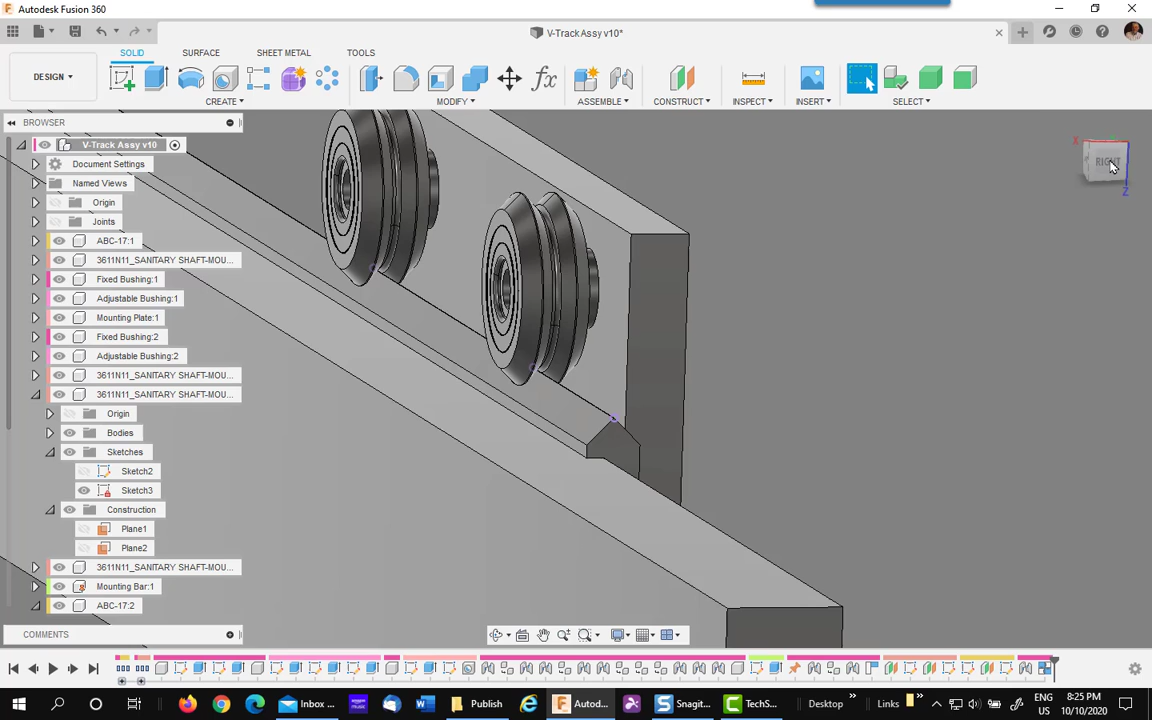 Autodesk Fusion 360
V-Track Assy v10*
SOLID SURFACE SHEET METAL TOOLS
DESIGN
CREATE MODIFY ASSEMBLE CONSTRUCT INSPECT INSERT SELECT
BROWSER
V-Track Assy v10
Document Settings
Named Views
Origin
Joints
ABC-17:1
3611N11_SANITARY SHAFT-MOU...
Fixed Bushing:1
Adjustable Bushing:1
Mounting Plate:1
Fixed Bushing:2
Adjustable Bushing:2
3611N11_SANITARY SHAFT-MOU...
3611N11_SANITARY SHAFT-MOU...
Origin
Bodies
Sketches
Sketch2
Sketch3
Construction
Plane1
Plane2
3611N11_SANITARY SHAFT-MOU...
Mounting Bar:1
ABC-17:2
X
RIGHT
Z
COMMENTS
Inbox ...
Publish
Autod...
Snagit...
TechS...
Desktop
Links
ENG
US
8:25 PM
10/10/2020